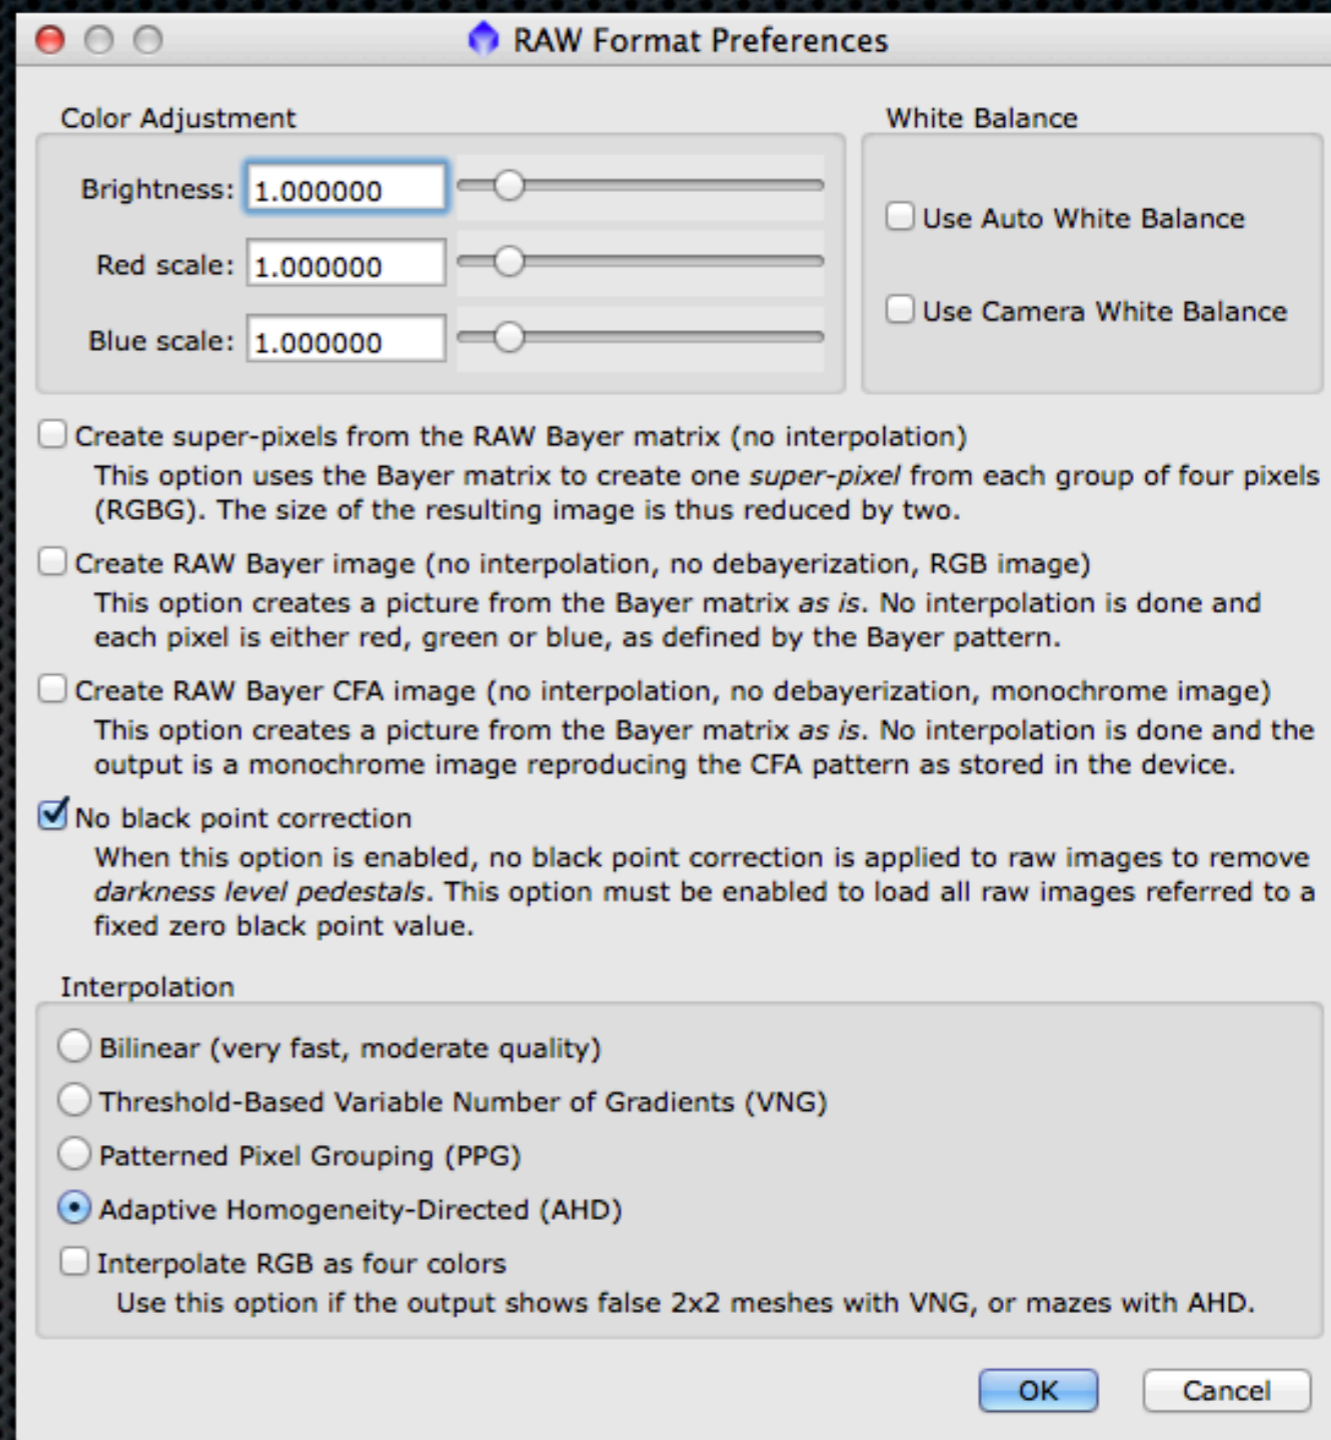 RAW Format Preferences
Color Adjustment
Brightness: 1.000000
Red scale: 1.000000
Blue scale: 1.000000
White Balance
Use Auto White Balance
Use Camera White Balance
Create super-pixels from the RAW Bayer matrix (no interpolation)
This option uses the Bayer matrix to create one super-pixel from each group of four pixels
(RGBG). The size of the resulting image is thus reduced by two.
Create RAW Bayer image (no interpolation, no debayerization, RGB image)
This option creates a picture from the Bayer matrix as is. No interpolation is done and
each pixel is either red, green or blue, as defined by the Bayer pattern.
Create RAW Bayer CFA image (no interpolation, no debayerization, monochrome image)
This option creates a picture from the Bayer matrix as is. No interpolation is done and the
output is a monochrome image reproducing the CFA pattern as stored in the device.
No black point correction
When this option is enabled, no black point correction is applied to raw images to remove
darkness level pedestals. This option must be enabled to load all raw images referred to a
fixed zero black point value.
Interpolation
Bilinear (very fast, moderate quality)
Threshold-Based Variable Number of Gradients (VNG)
Patterned Pixel Grouping (PPG)
Adaptive Homogeneity-Directed (AHD)
Interpolate RGB as four colors
Use this option if the output shows false 2x2 meshes with VNG, or mazes with AHD.
OK
Cancel